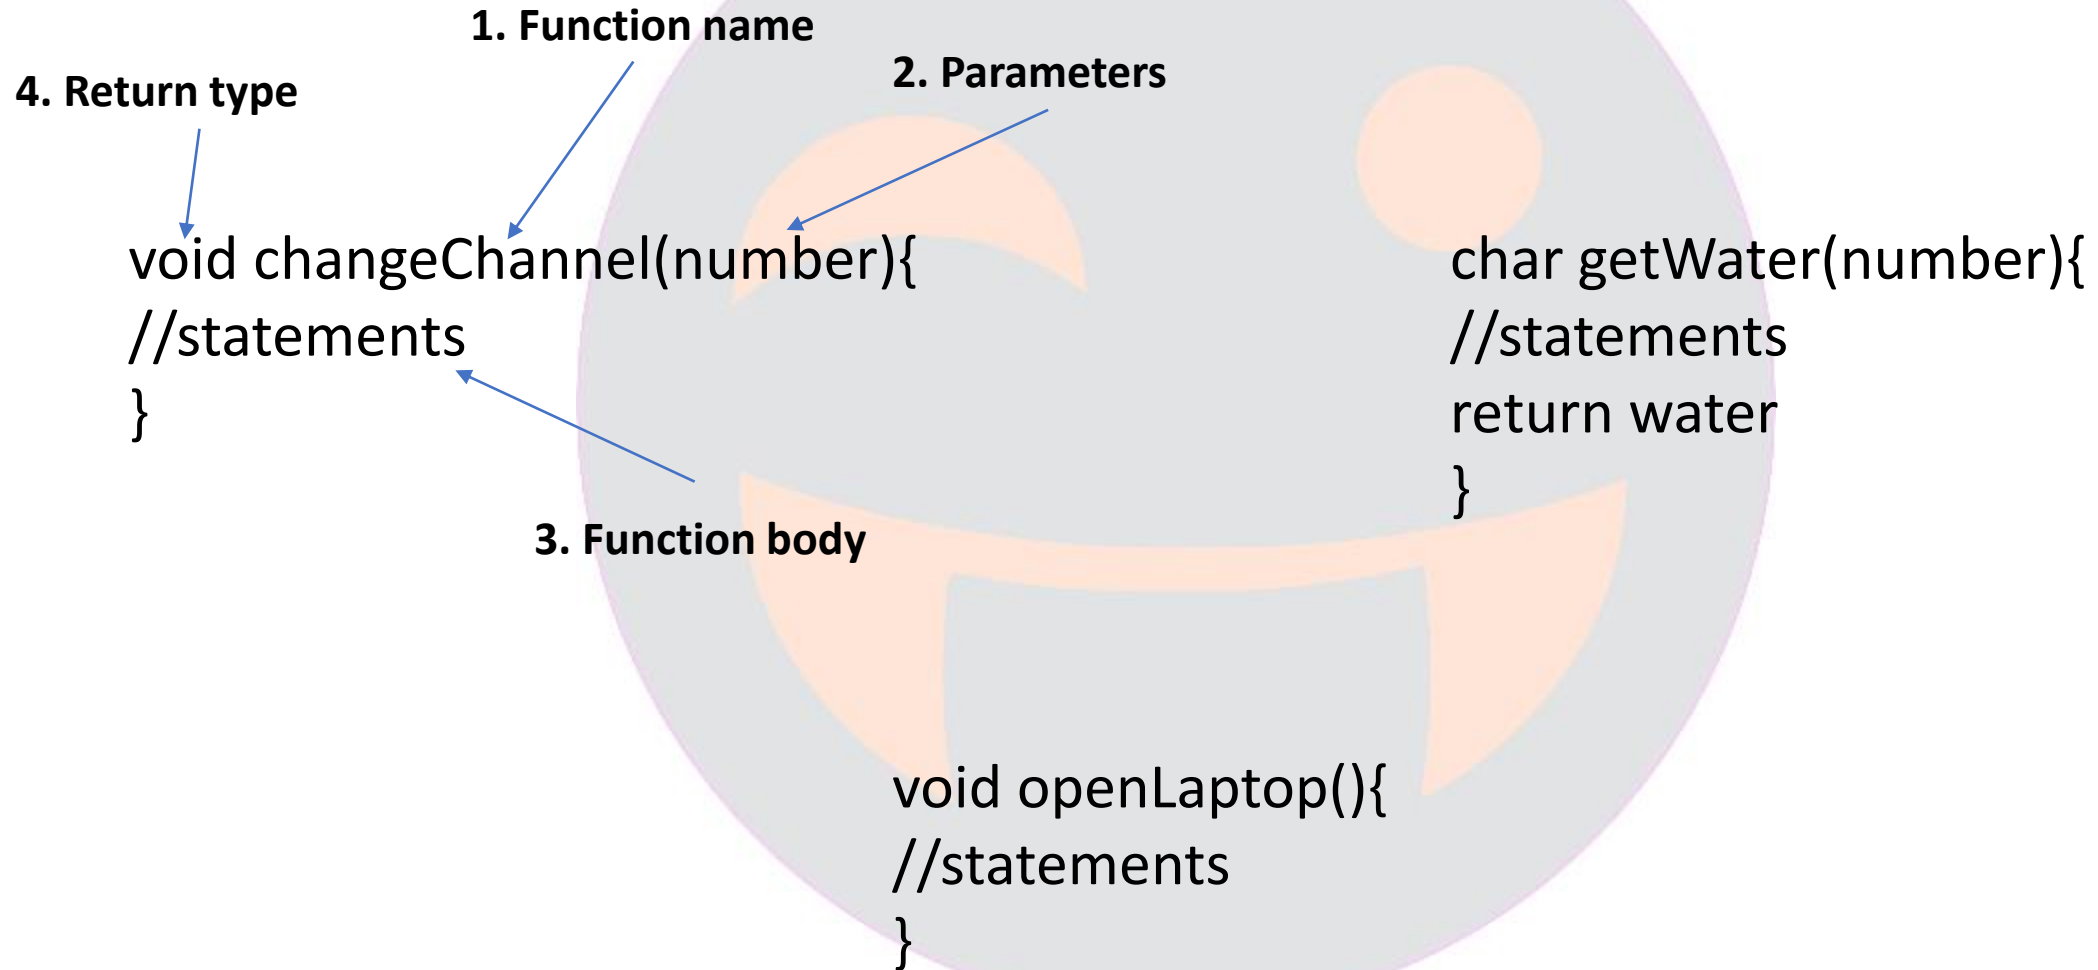 1. Function name
2. Parameters
4. Return type
void changeChannel(number){
//statements
}
3. Function body
char getWater(number){
//statements
return water
}
void openLaptop(){
//statements
}